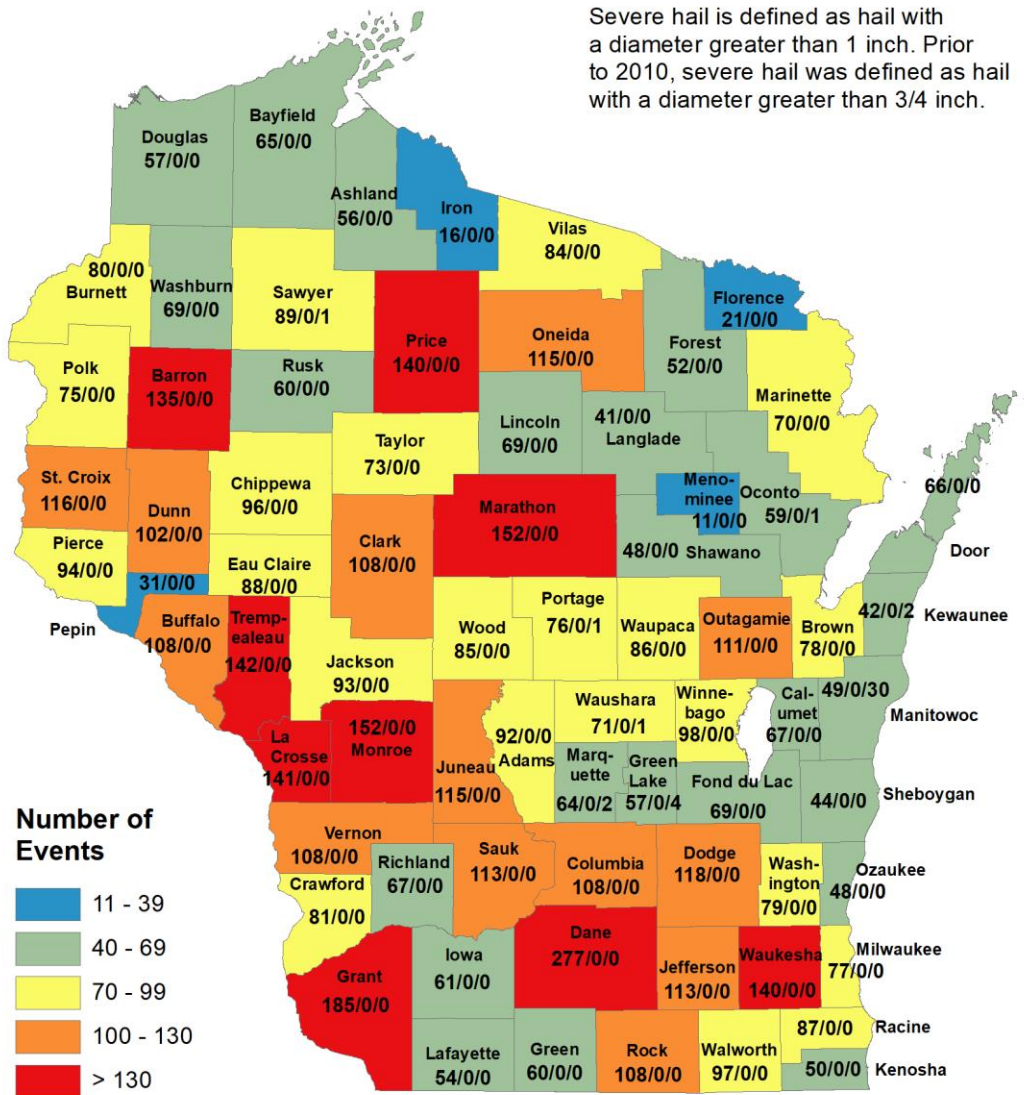 Severe hail is defined as hail with
a diameter greater than 1 inch. Prior
to 2010, severe hail was defined as hail
with a diameter greater than 3/4 inch.
Douglas
57/0/0
Bayfield
65/0/0
Ashland
56/0/0
Iron
16/0/0
Vilas
84/0/0
80/0/0
Burnett
Washburn
69/0/0
Sawyer
89/0/1
Price
140/0/0
Oneida
115/0/0
Forest
52/0/0
Florence
21/0/0
Marinette
70/0/0
Polk
75/0/0
Barron
135/0/0
Rusk
60/0/0
Taylor
73/0/0
Lincoln
69/0/0
41/0/0
Langlade
Meno-
minee
11/0/0
Oconto
59/0/1
66/0/0
Door
St. Croix
116/0/0
Dunn
102/0/0
Chippewa
96/0/0
Clark
108/0/0
Marathon
152/0/0
48/0/0
Shawano
Pierce
94/0/0
31/0/0
Pepin
Eau Claire
88/0/0
Buffalo
108/0/0
Tremp-
ealeau
142/0/0
Jackson
93/0/0
Wood
85/0/0
Portage
76/0/1
Waupaca
86/0/0
Outagamie
111/0/0
Brown
78/0/0
42/0/2
Kewaunee
La
Crosse
141/0/0
152/0/0
Monroe
Juneau
115/0/0
92/0/0
Adams
Waushara
71/0/1
Winne-
bago
98/0/0
Cal-
umet
67/0/0
49/0/30
Manitowoc
Marq-
uette
64/0/2
Green
Lake
57/0/4
Fond du Lac
69/0/0
44/0/0
Sheboygan
Vernon
108/0/0
Richland
67/0/0
Sauk
113/0/0
Columbia
108/0/0
Dodge
118/0/0
Wash-
ington
79/0/0
Ozaukee
48/0/0
Crawford
81/0/0
Grant
185/0/0
Iowa
61/0/0
Dane
277/0/0
Jefferson
113/0/0
Waukesha
140/0/0
Milwaukee
77/0/0
Lafayette
54/0/0
Green
60/0/0
Rock
108/0/0
Walworth
97/0/0
87/0/0
Racine
50/0/0
Kenosha
Number of
Events
11 - 39
40 - 69
70 - 99
100 - 130
> 130